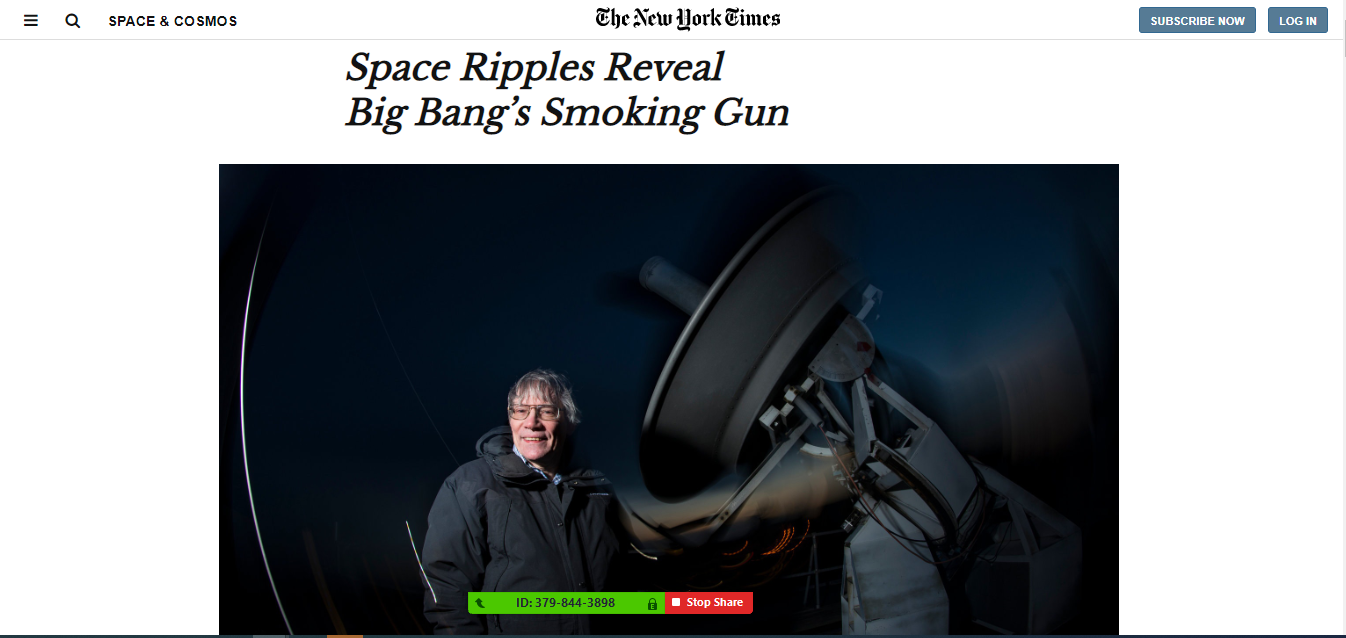 SPACE & COSMOS
The New York Times
SUBSCRIBE NOW
LOG IN
Space Ripples Reveal
Big Bang’s Smoking Gun
ID: 379-844-3898
Stop Share